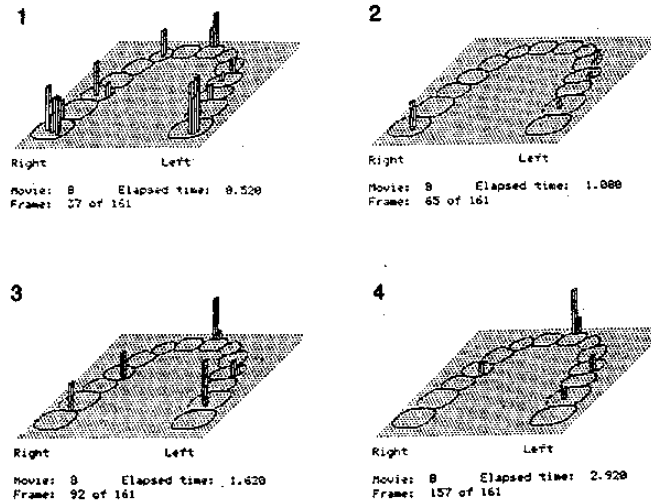 1
Right Left
Movie: 8 Elapsed time: 0.520
Frame: 37 of 161
2
Right Left
Movie: 8 Elapsed time: 1.080
Frame: 65 of 161
3
Right Left
Movie: 8 Elapsed time: 1.620
Frame: 92 of 161
4
Right Left
Movie: 8 Elapsed time: 2.920
Frame: 157 of 161